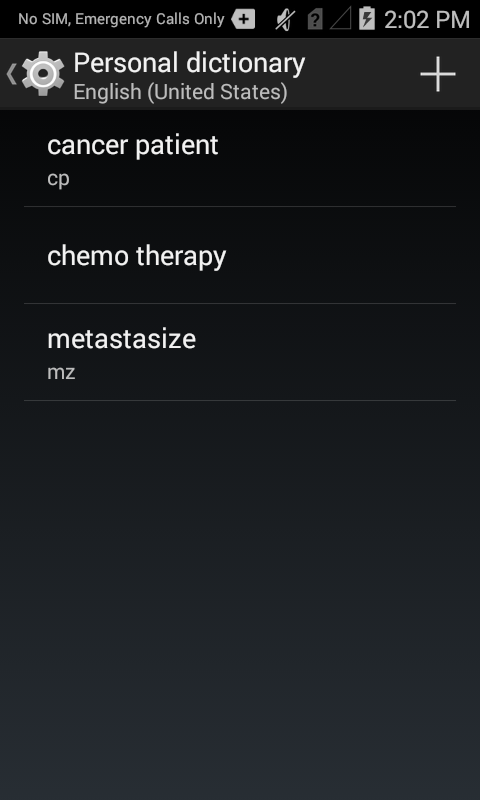 No SIM, Emergency Calls Only 2:02 PM
Personal dictionary
English (United States)
cancer patient
cp
chemo therapy
metastasize
mz